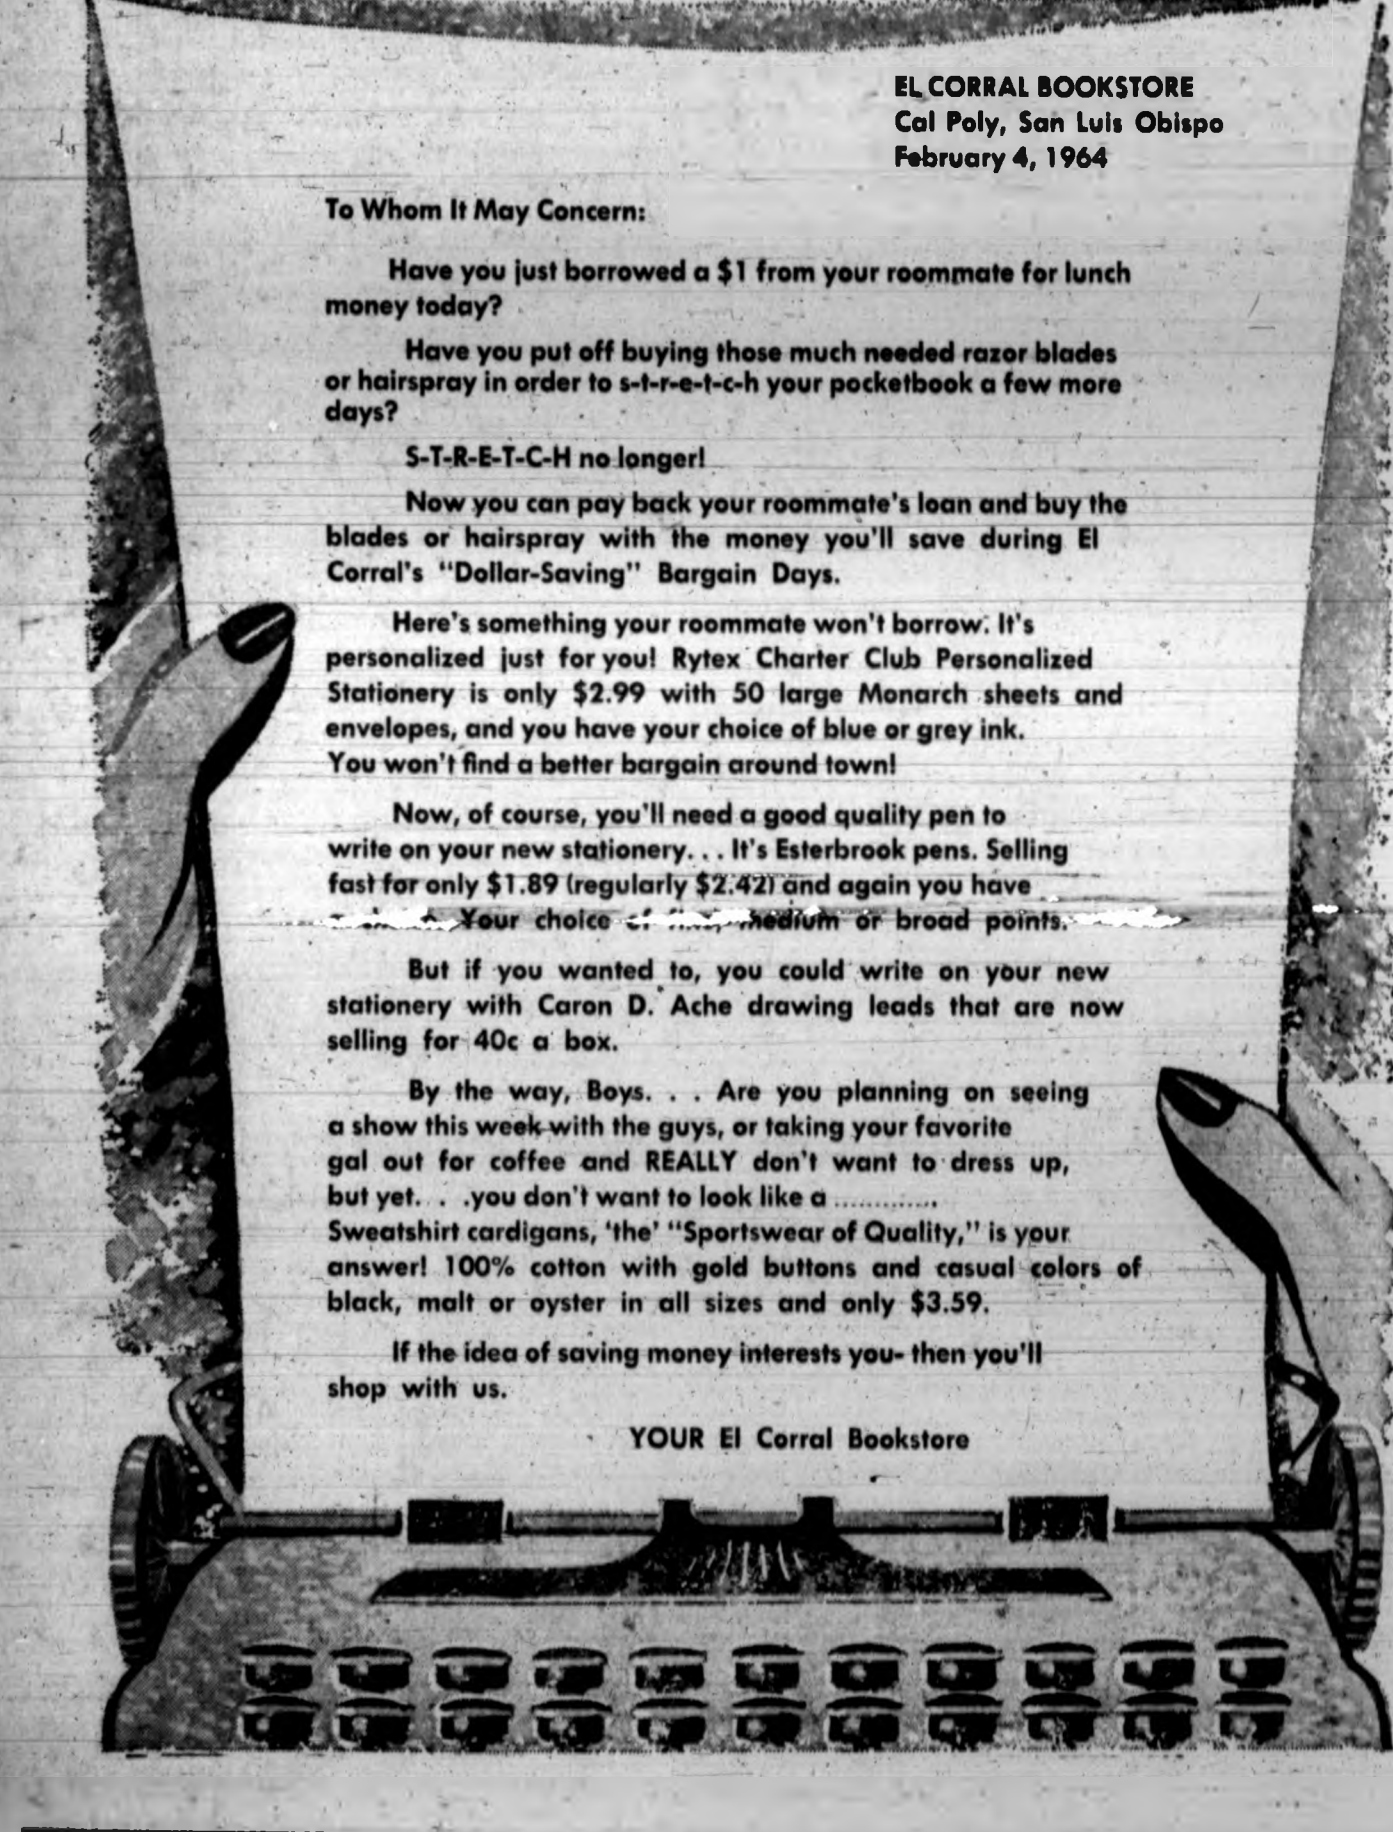 EL CORRAL BOOKSTORE
Cal Poly, San Luis Obispo
February 4, 1964
To Whom It May Concern:
Have you just borrowed a $1 from your roommate for lunch
money today?
Have you put off buying those much needed razor blades
or hairspray in order to s-t-r-e-t-c-h your pocketbook a few more
days?
S-T-R-E-T-C-H no longer!
Now you can pay back your roommate's loan and buy the
blades or hairspray with the money you'll save during El
Corral's "Dollar-Saving" Bargain Days.
Here's something your roommate won't borrow. It's
personalized just for you! Rytex Charter Club Personalized
Stationery is only $2.99 with 50 large Monarch sheets and
envelopes, and you have your choice of blue or grey ink.
You won't find a better bargain around town!
Now, of course, you'll need a good quality pen to
write on your new stationery. . . It's Esterbrook pens. Selling
fast for only $1.89 (regularly $2.42) and again you have
Your choice of medium or broad points.
But if you wanted to, you could write on your new
stationery with Caron D. Ache drawing leads that are now
selling for 40c a box.
By the way, Boys. . . Are you planning on seeing
a show this week with the guys, or taking your favorite
gal out for coffee and REALLY don't want to dress up,
but yet. . .you don't want to look like a .............
Sweatshirt cardigans, 'the' "Sportswear of Quality," is your
answer! 100% cotton with gold buttons and casual colors of
black, malt or oyster in all sizes and only $3.59.
If the idea of saving money interests you- then you'll
shop with us.
YOUR El Corral Bookstore